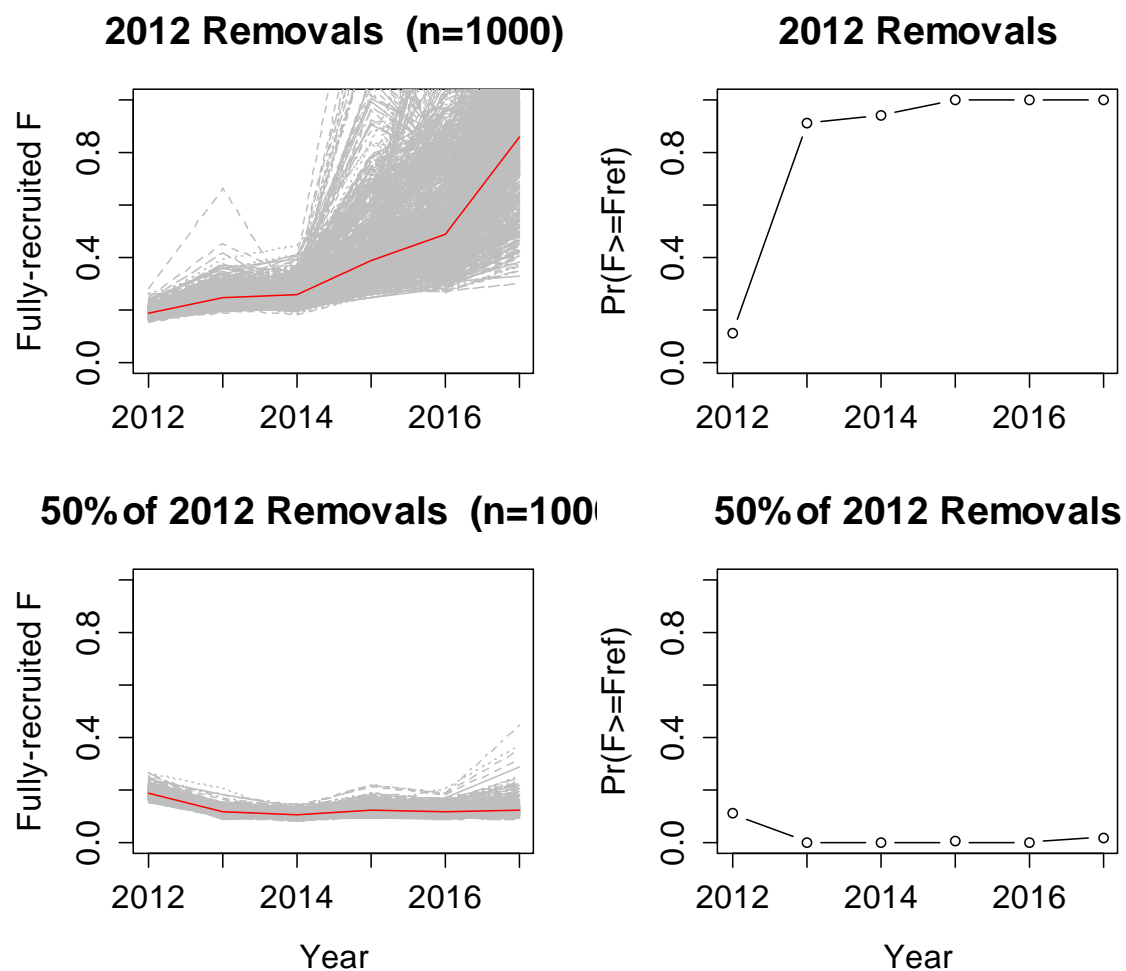 2012 Removals (n=1000)
2012 Removals
Fully-recruited F
0.0 0.4 0.8
2012 2014 2016
Pr(F>=Fref)
0.0 0.4 0.8
2012 2014 2016
50%of 2012 Removals (n=100
50%of 2012 Removals
Fully-recruited F
0.0 0.4 0.8
2012 2014 2016
Year
Pr(F>=Fref)
0.0 0.4 0.8
2012 2014 2016
Year